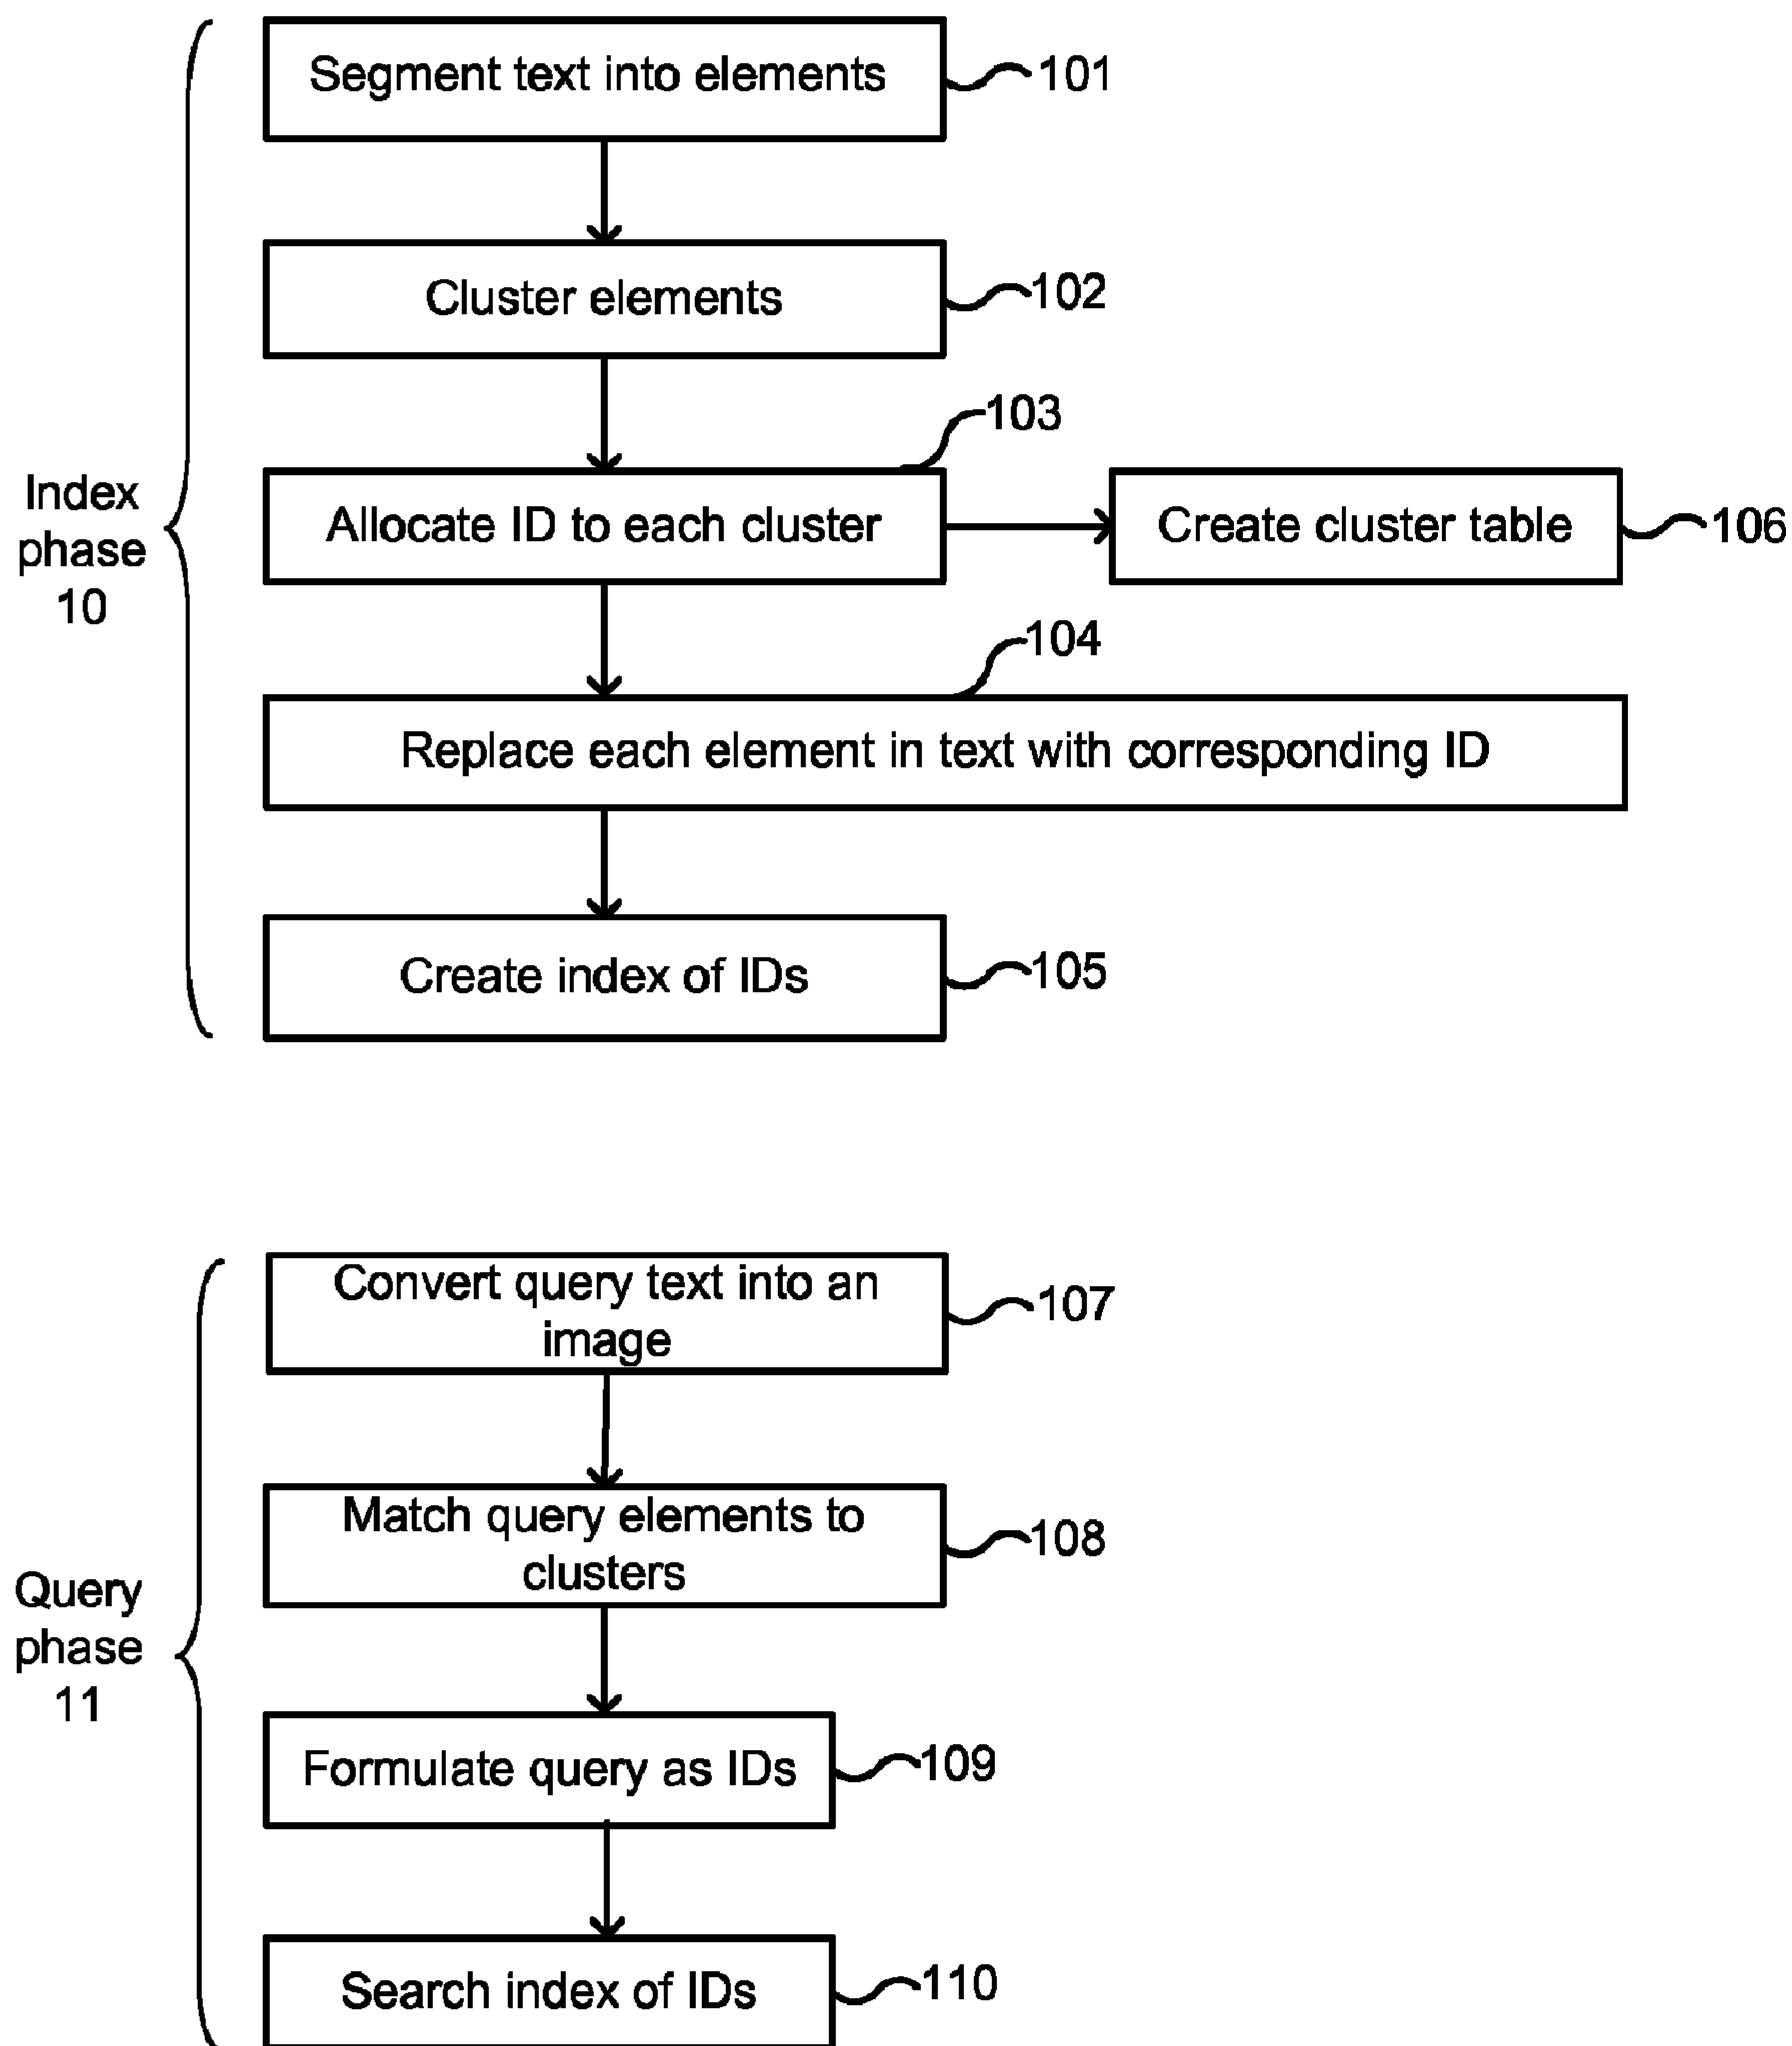 Segment text into elements
101
Cluster elements
102
103
Index
phase
10
Allocate ID to each cluster
Create cluster table
106
104
Replace each element in text with corresponding ID
Create index of IDs
105
Convert query text into an
image
107
Match query elements to
clusters
108
Query
phase
11
Formulate query as IDs
109
Search index of IDs
110